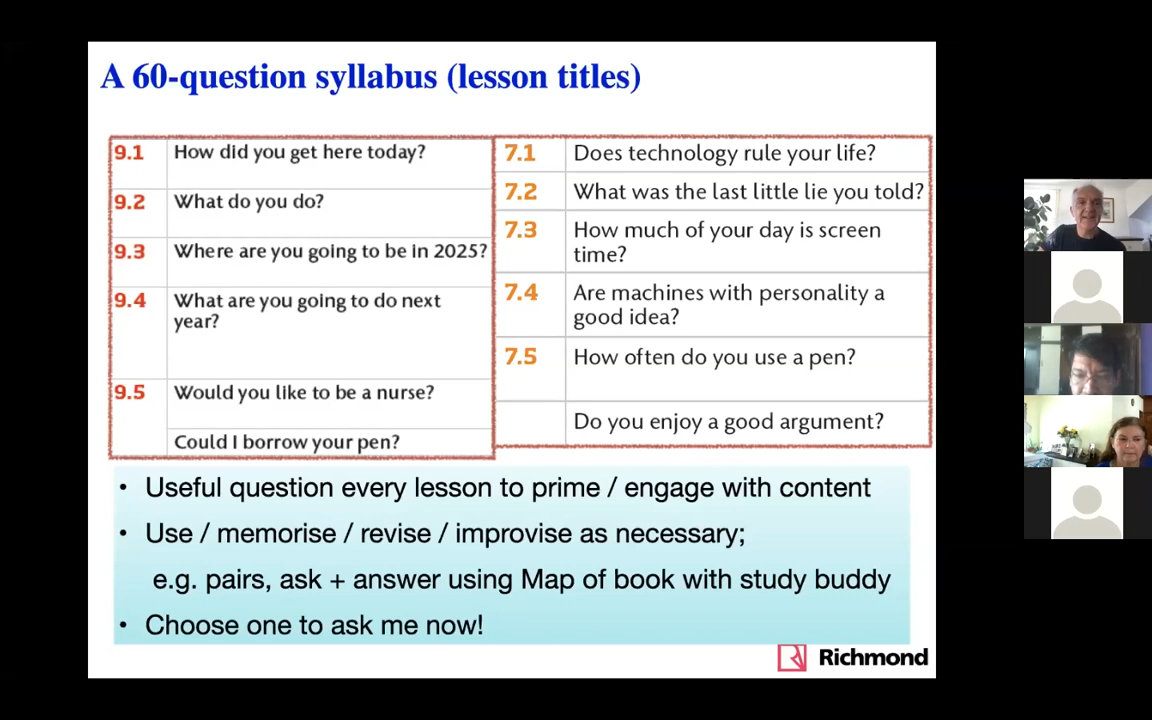 A 60-question syllabus (lesson titles)
9.1 How did you get here today?
9.2 What do you do?
9.3 Where are you going to be in 2025?
9.4 What are you going to do next
year?
9.5 Would you like to be a nurse?
Could I borrow your pen?
7.1 Does technology rule your life?
7.2 What was the last little lie you told?
7.3 How much of your day is screen
time?
7.4 Are machines with personality a
good idea?
7.5 How often do you use a pen?
Do you enjoy a good argument?
• Useful question every lesson to prime / engage with content
• Use / memorise / revise / improvise as necessary;
e.g. pairs, ask + answer using Map of book with study buddy
• Choose one to ask me now!
Richmond